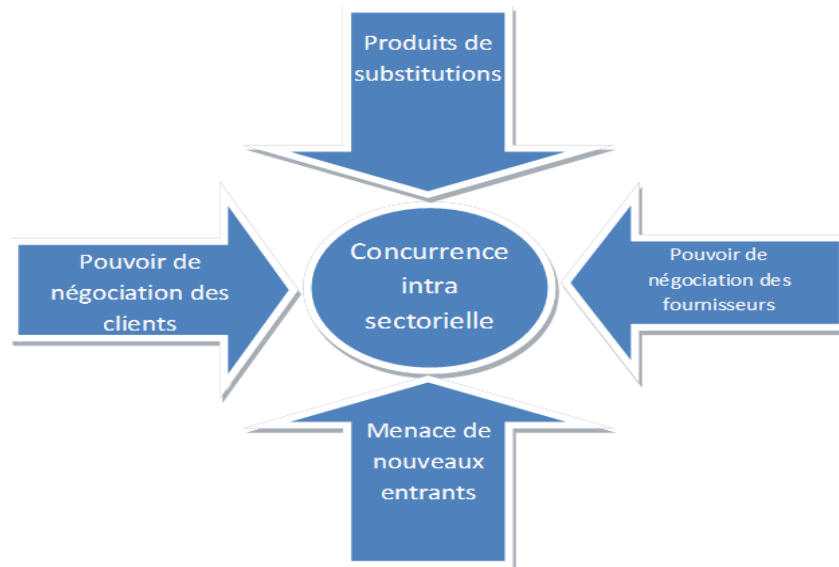 Produits de
substitutions
Pouvoir de
négociation des
clients
Concurrence
intra
sectorielle
Pouvoir de
négociation des
fournisseurs
Menace de
nouveaux
entrants